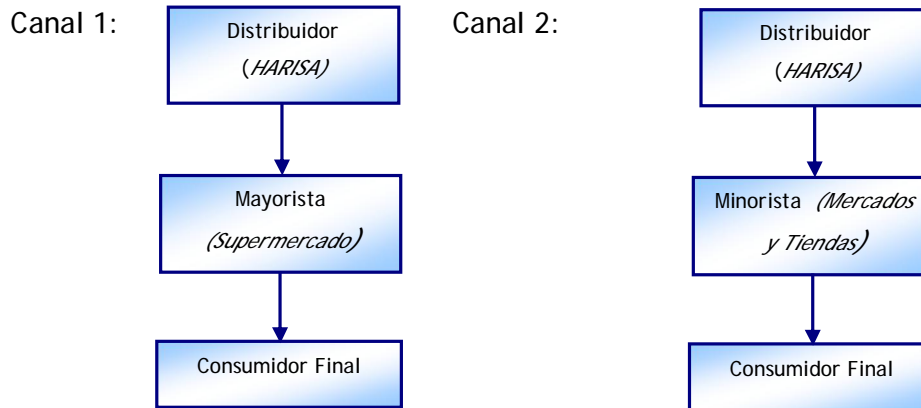 Canal 1:
Distribuidor
(HARISA)
Mayorista
(Supermercado)
Consumidor Final
Canal 2:
Distribuidor
(HARISA)
Minorista (Mercados
y Tiendas)
Consumidor Final